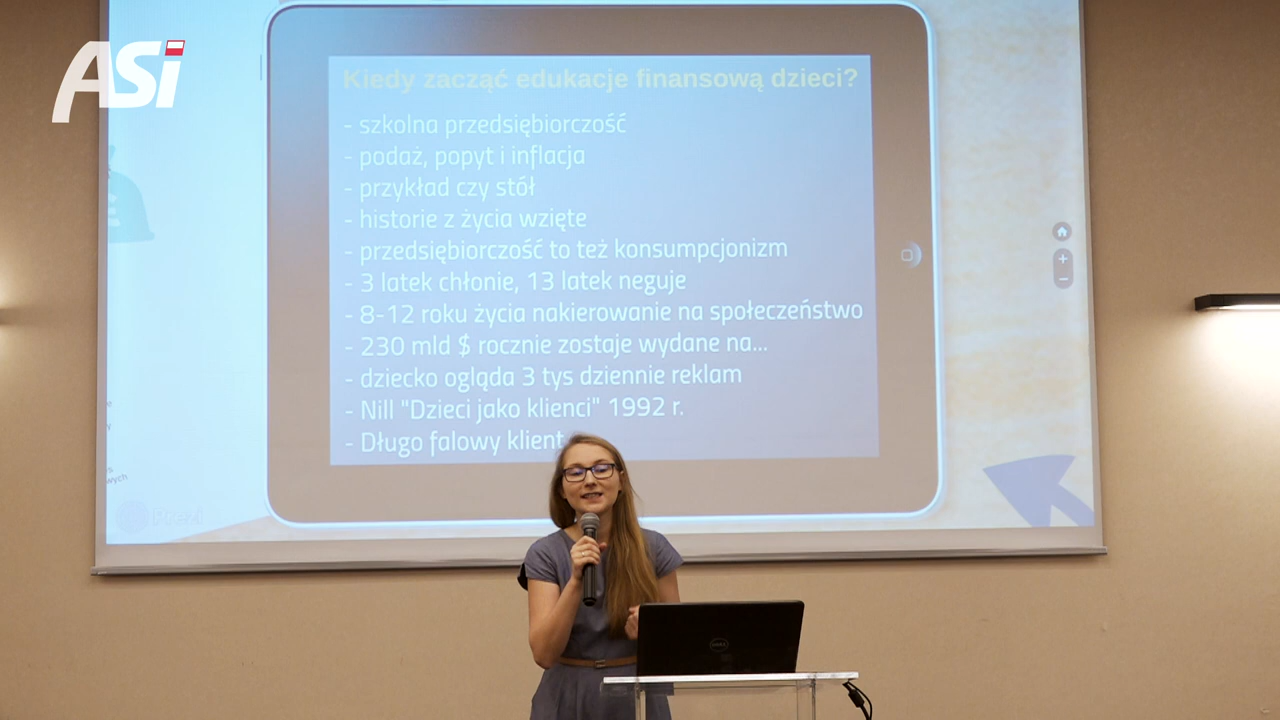 ASi
Kiedy zacząć edukacje finansową dzieci?
- szkolna przedsiębiorczość
- podaż, popyt i inflacja
- przykład czy stół
- historie z życia wzięte
- przedsiębiorczość to też konsumpcjonizm
- 3 latek chłonie, 13 latek neguje
- 8-12 roku życia nakierowanie na społeczeństwo
- 230 mld $ rocznie zostaje wydane na...
- dziecko ogląda 3 tys dziennie reklam
- Nill "Dzieci jako klienci" 1992 r.
- Długo falowy klient
Prezi
DELL